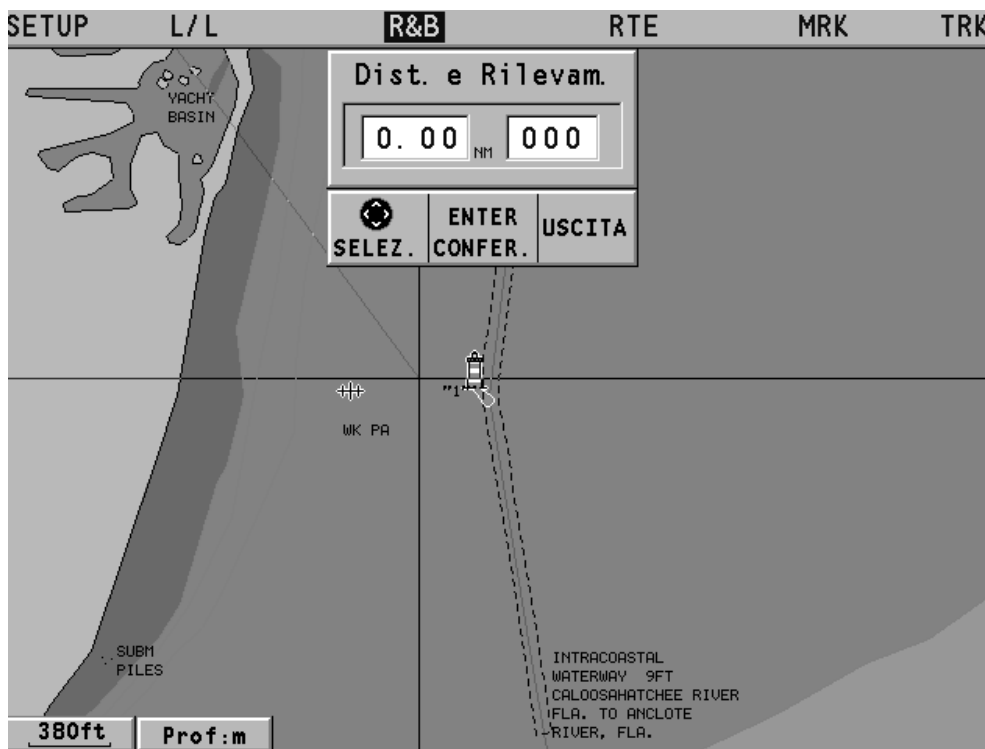 SETUP L/L R&B RTE MRK TRK
Dist. e Rilevam.
0.00 NM 000
SELEZ.
ENTER
CONFER.
USCITA
YACHT
BASIN
"1"
WK PA
SUBM
PILES
INTRACOASTAL
WATERWAY 9FT
CALOOSAHATCHEE RIVER
FLA. TO ANCLOTE
RIVER, FLA.
380ft
Prof:m